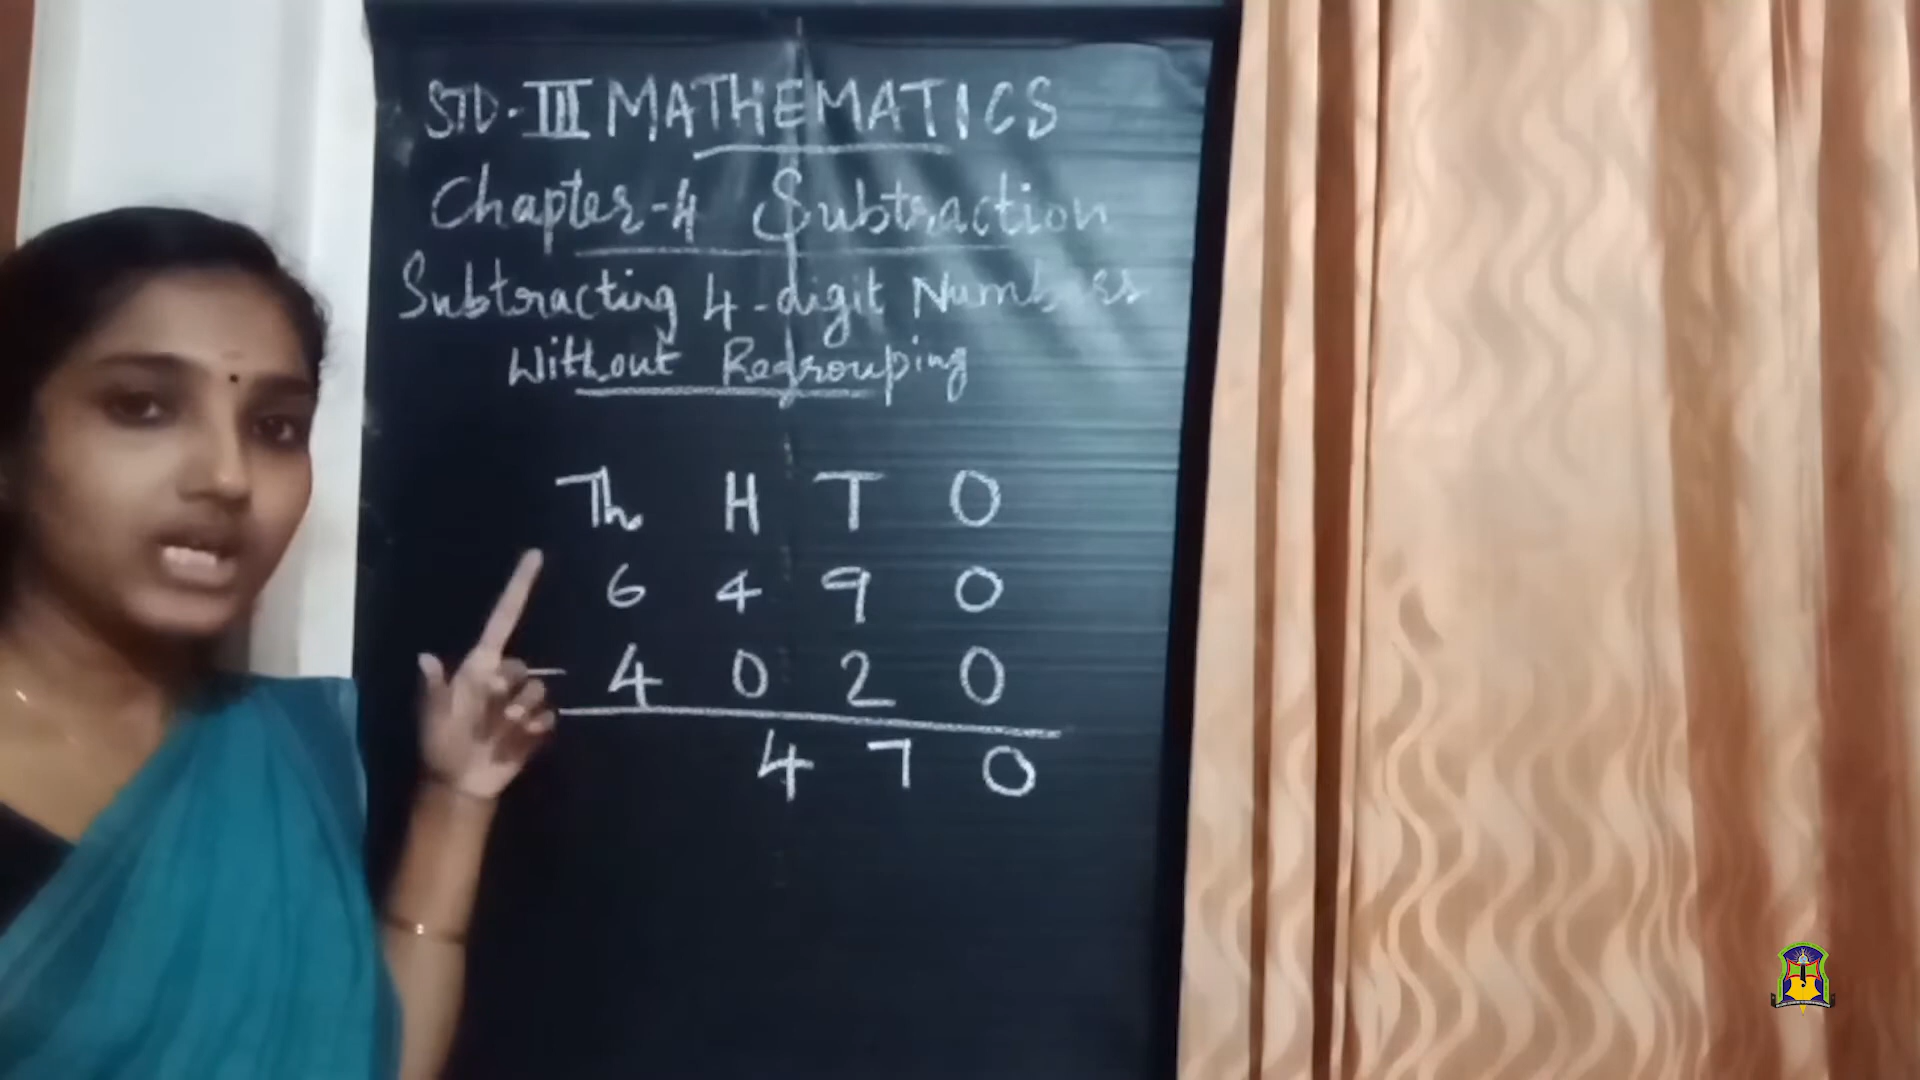 STD-III MATHEMATICS
Chapter-4 Subtraction
Subtracting 4-digit Numbers
Without Regrouping
Th H T O
6 4 9 0
- 4 0 2 0
4 7 0